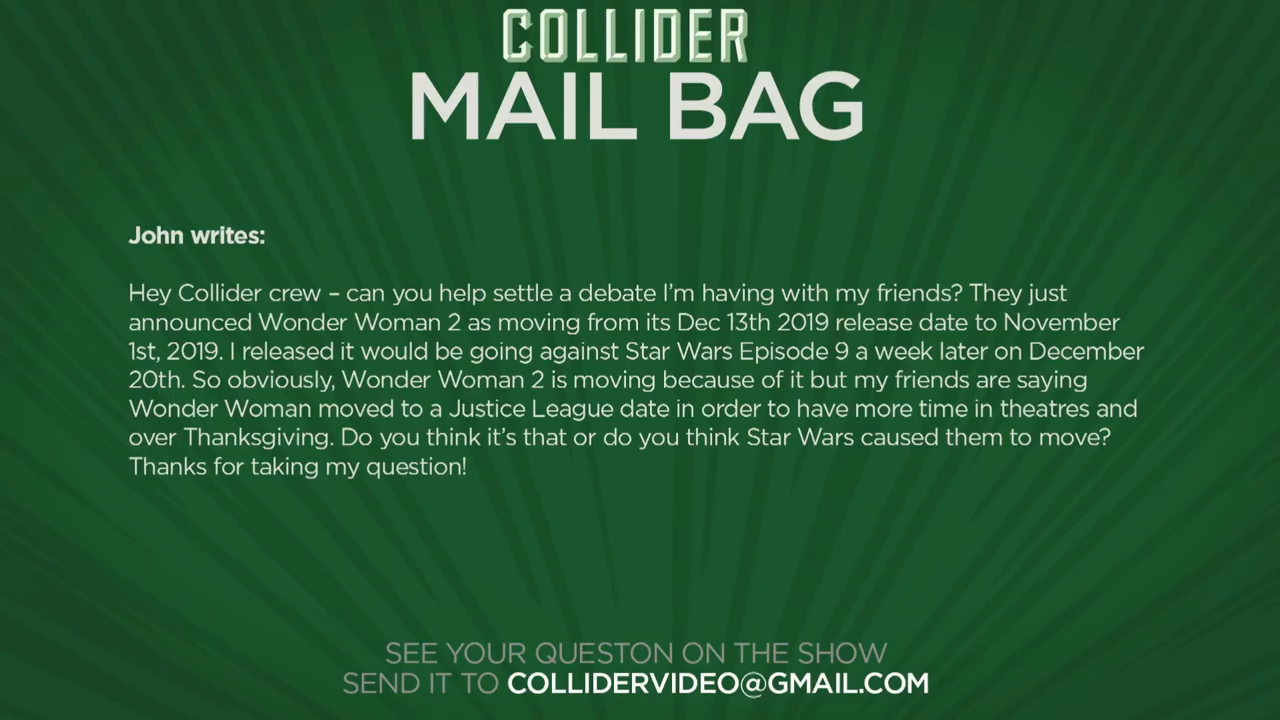 COLLIDER
MAIL BAG
John writes:
Hey Collider crew – can you help settle a debate I'm having with my friends? They just
announced Wonder Woman 2 as moving from its Dec 13th 2019 release date to November
1st, 2019. I released it would be going against Star Wars Episode 9 a week later on December
20th. So obviously, Wonder Woman 2 is moving because of it but my friends are saying
Wonder Woman moved to a Justice League date in order to have more time in theatres and
over Thanksgiving. Do you think it's that or do you think Star Wars caused them to move?
Thanks for taking my question!
SEE YOUR QUESTON ON THE SHOW
SEND IT TO COLLIDERVIDEO@GMAIL.COM